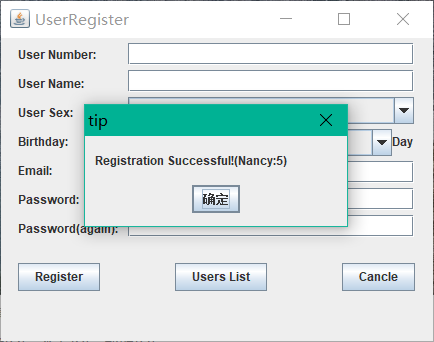 UserRegister
User Number:
User Name:
User Sex:
tip
Birthday:
Day
Registration Successful!(Nancy:5)
Email:
确定
Password:
Password(again):
Register
Users List
Cancle